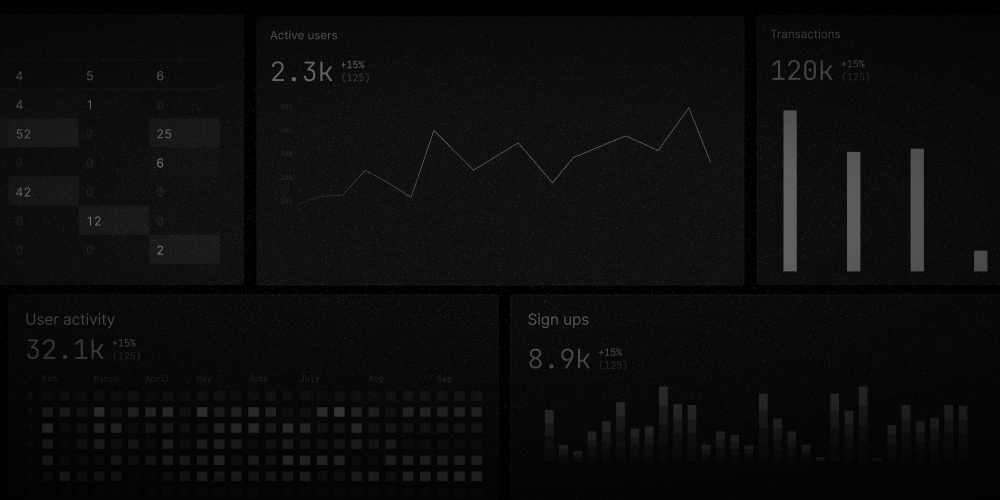 4 5 6
4 1 0
52 0 25
0 0 6
42 0 0
0 12 0
0 0 2
Active users
2.3k +15%
(125)
500
400
300
200
100
Transactions
120k +15%
(125)
User activity
32.1k +15%
(125)
Feb March April May June July Aug Sep
Sign ups
8.9k +15%
(125)